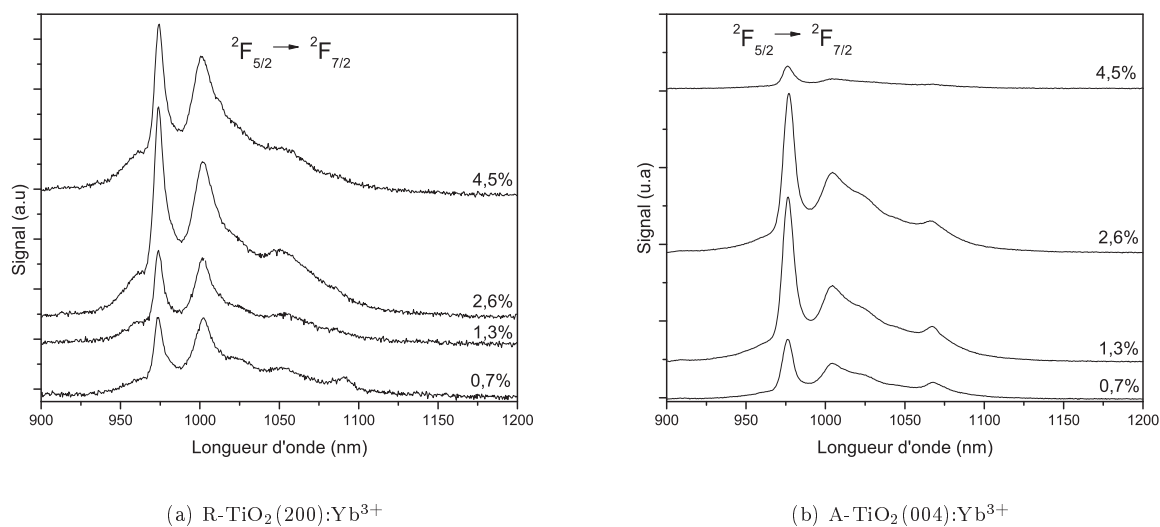 ²F₅/₂ → ²F₇/₂
4,5%
2,6%
1,3%
0,7%
Signal (a.u)
900 950 1000 1050 1100 1150 1200
Longueur d'onde (nm)
(a) R-TiO₂(200):Yb³⁺
²F₅/₂ → ²F₇/₂
4,5%
2,6%
1,3%
0,7%
Signal (u.a)
900 950 1000 1050 1100 1150 1200
Longueur d'onde (nm)
(b) A-TiO₂(004):Yb³⁺